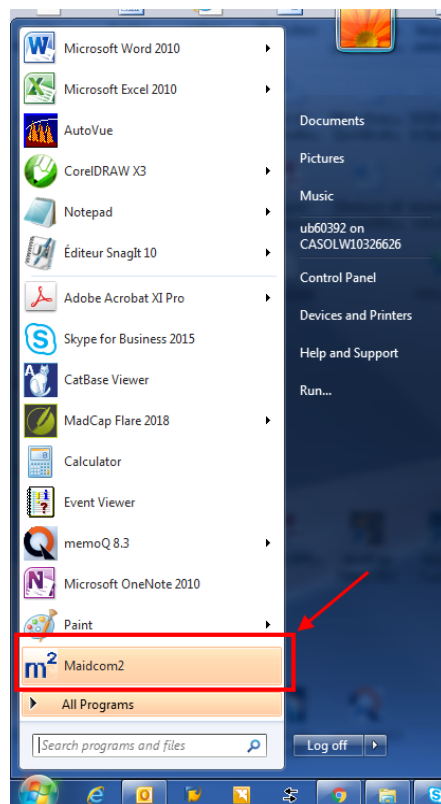 Microsoft Word 2010
Microsoft Excel 2010
AutoVue
CorelDRAW X3
Notepad
Éditeur SnagIt 10
Adobe Acrobat XI Pro
Skype for Business 2015
CatBase Viewer
MadCap Flare 2018
Calculator
Event Viewer
memoQ 8.3
Microsoft OneNote 2010
Paint
m2 Maidcom2
All Programs
Search programs and files
Documents
Pictures
Music
ub60392 on
CASOLW10326626
Control Panel
Devices and Printers
Help and Support
Run...
Log off